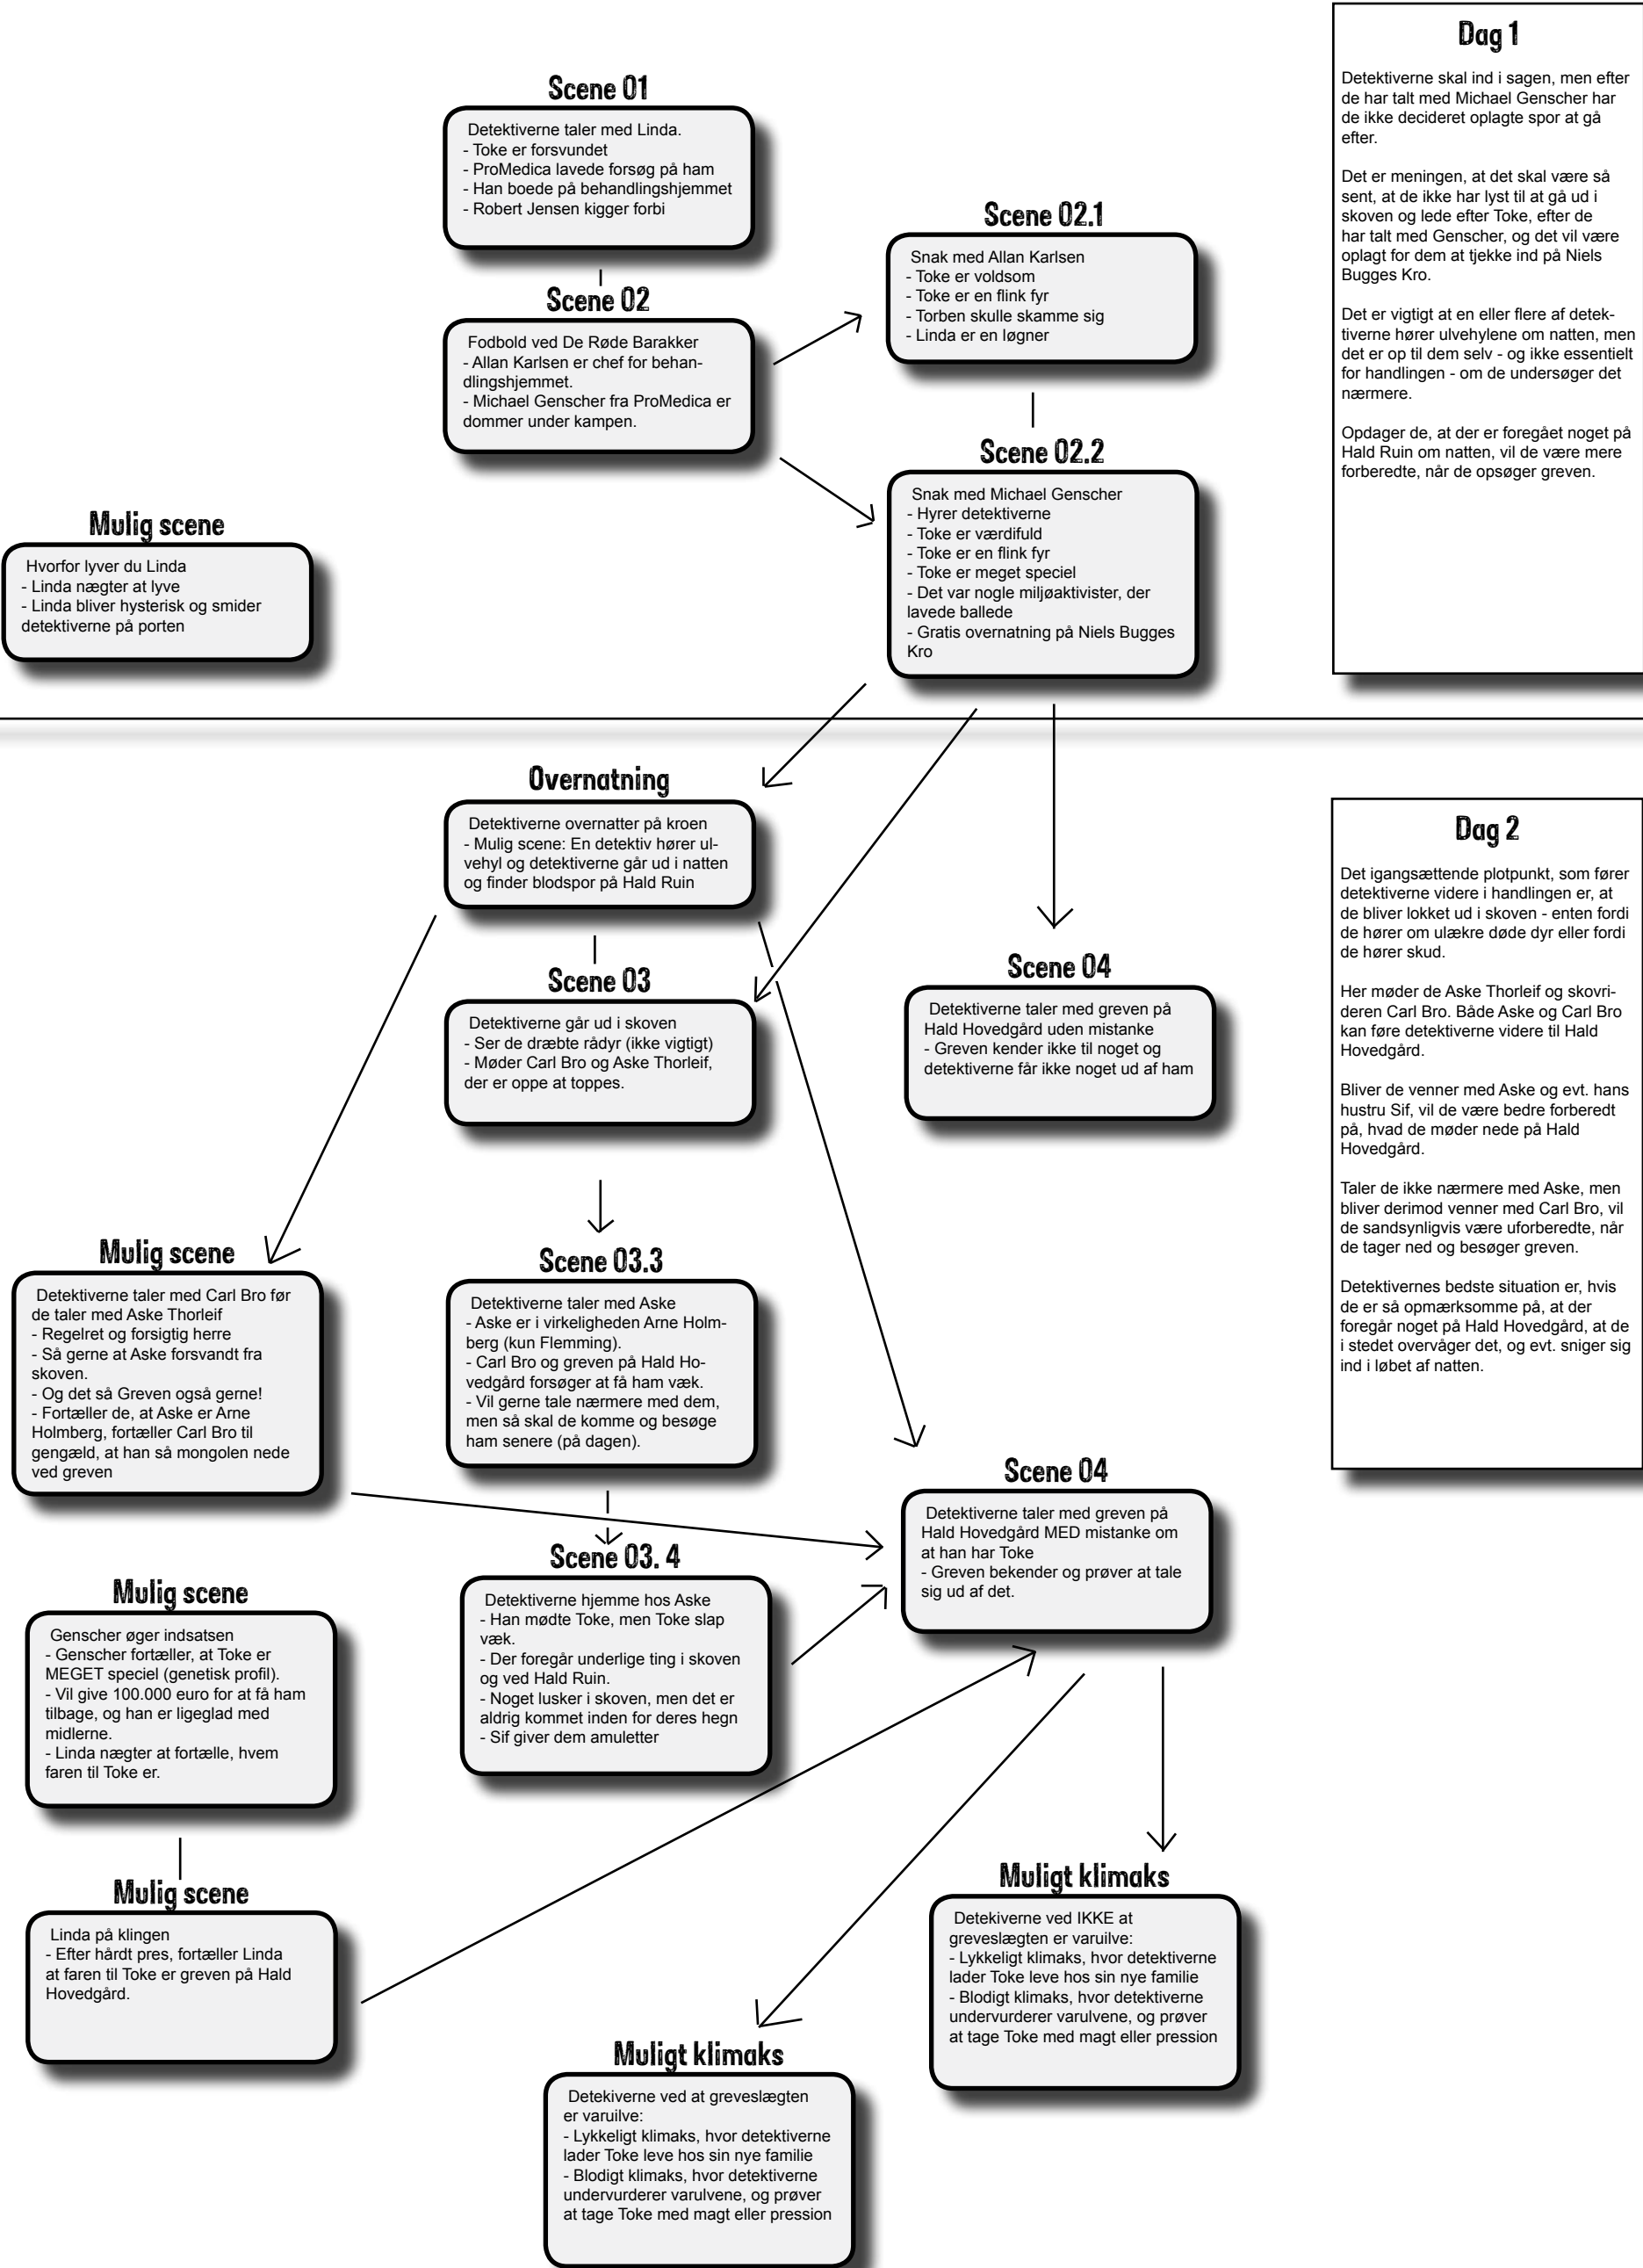 Scene 01
Detektiverne taler med Linda.
- Toke er forsvundet
- ProMedica lavede forsøg på ham
- Han boede på behandlingshjemmet
- Robert Jensen kigger forbi
Scene 02
Fodbold ved De Røde Barakker
- Allan Karlsen er chef for behan-
dlingshjemmet.
- Michael Genscher fra ProMedica er
dommer under kampen.
Scene 02.1
Snak med Allan Karlsen
- Toke er voldsom
- Toke er en flink fyr
- Torben skulle skamme sig
- Linda er en løgner
Scene 02.2
Snak med Michael Genscher
- Hyrer detektiverne
- Toke er værdifuld
- Toke er en flink fyr
- Toke er meget speciel
- Det var nogle miljøaktivister, der
lavede ballede
- Gratis overnatning på Niels Bugges
Kro
Mulig scene
Hvorfor lyver du Linda
- Linda nægter at lyve
- Linda bliver hysterisk og smider
detektiverne på porten
Dag 1
Detektiverne skal ind i sagen, men efter
de har talt med Michael Genscher har
de ikke decideret oplagte spor at gå
efter.
Det er meningen, at det skal være så
sent, at de ikke har lyst til at gå ud i
skoven og lede efter Toke, efter de
har talt med Genscher, og det vil være
oplagt for dem at tjekke ind på Niels
Bugges Kro.
Det er vigtigt at en eller flere af detek-
tiverne hører ulvehylene om natten, men
det er op til dem selv - og ikke essentielt
for handlingen - om de undersøger det
nærmere.
Opdager de, at der er foregået noget på
Hald Ruin om natten, vil de være mere
forberedte, når de opsøger greven.
Overnatning
Detektiverne overnatter på kroen
- Mulig scene: En detektiv hører ul-
vehyl og detektiverne går ud i natten
og finder blodspor på Hald Ruin
Scene 03
Detektiverne går ud i skoven
- Ser de dræbte rådyr (ikke vigtigt)
- Møder Carl Bro og Aske Thorleif,
der er oppe at toppes.
Scene 04
Detektiverne taler med greven på
Hald Hovedgård uden mistanke
- Greven kender ikke til noget og
detektiverne får ikke noget ud af ham
Dag 2
Det igangsættende plotpunkt, som fører
detektiverne videre i handlingen er, at
de bliver lokket ud i skoven - enten fordi
de hører om ulækre døde dyr eller fordi
de hører skud.
Her møder de Aske Thorleif og skovri-
deren Carl Bro. Både Aske og Carl Bro
kan føre detektiverne videre til Hald
Hovedgård.
Bliver de venner med Aske og evt. hans
hustru Sif, vil de være bedre forberedt
på, hvad de møder nede på Hald
Hovedgård.
Taler de ikke nærmere med Aske, men
bliver derimod venner med Carl Bro, vil
de sandsynligvis være uforberedte, når
de tager ned og besøger greven.
Detektivernes bedste situation er, hvis
de er så opmærksomme på, at der
foregår noget på Hald Hovedgård, at de
i stedet overvåger det, og evt. sniger sig
ind i løbet af natten.
Mulig scene
Detektiverne taler med Carl Bro før
de taler med Aske Thorleif
- Regelret og forsigtig herre
- Så gerne at Aske forsvandt fra
skoven.
- Og det så Greven også gerne!
- Fortæller de, at Aske er Arne
Holmberg, fortæller Carl Bro til
gengæld, at han så mongolen nede
ved greven
Scene 03.3
Detektiverne taler med Aske
- Aske er i virkeligheden Arne Holm-
berg (kun Flemming).
- Carl Bro og greven på Hald Ho-
vedgård forsøger at få ham væk.
- Vil gerne tale nærmere med dem,
men så skal de komme og besøge
ham senere (på dagen).
Scene 04
Detektiverne taler med greven på
Hald Hovedgård MED mistanke om
at han har Toke
- Greven bekender og prøver at tale
sig ud af det.
Scene 03. 4
Detektiverne hjemme hos Aske
- Han mødte Toke, men Toke slap
væk.
- Der foregår underlige ting i skoven
og ved Hald Ruin.
- Noget lusker i skoven, men det er
aldrig kommet inden for deres hegn
- Sif giver dem amuletter
Mulig scene
Genscher øger indsatsen
- Genscher fortæller, at Toke er
MEGET speciel (genetisk profil).
- Vil give 100.000 euro for at få ham
tilbage, og han er ligeglad med
midlerne.
- Linda nægter at fortælle, hvem
faren til Toke er.
Mulig scene
Linda på klingen
- Efter hårdt pres, fortæller Linda
at faren til Toke er greven på Hald
Hovedgård.
Muligt klimaks
Detekiverne ved IKKE at
greveslægten er varuilve:
- Lykkeligt klimaks, hvor detektiverne
lader Toke leve hos sin nye familie
- Blodigt klimaks, hvor detektiverne
undervurderer varulvene, og prøver
at tage Toke med magt eller pression
Muligt klimaks
Detekiverne ved at greveslægten
er varuilve:
- Lykkeligt klimaks, hvor detektiverne
lader Toke leve hos sin nye familie
- Blodigt klimaks, hvor detektiverne
undervurderer varulvene, og prøver
at tage Toke med magt eller pression